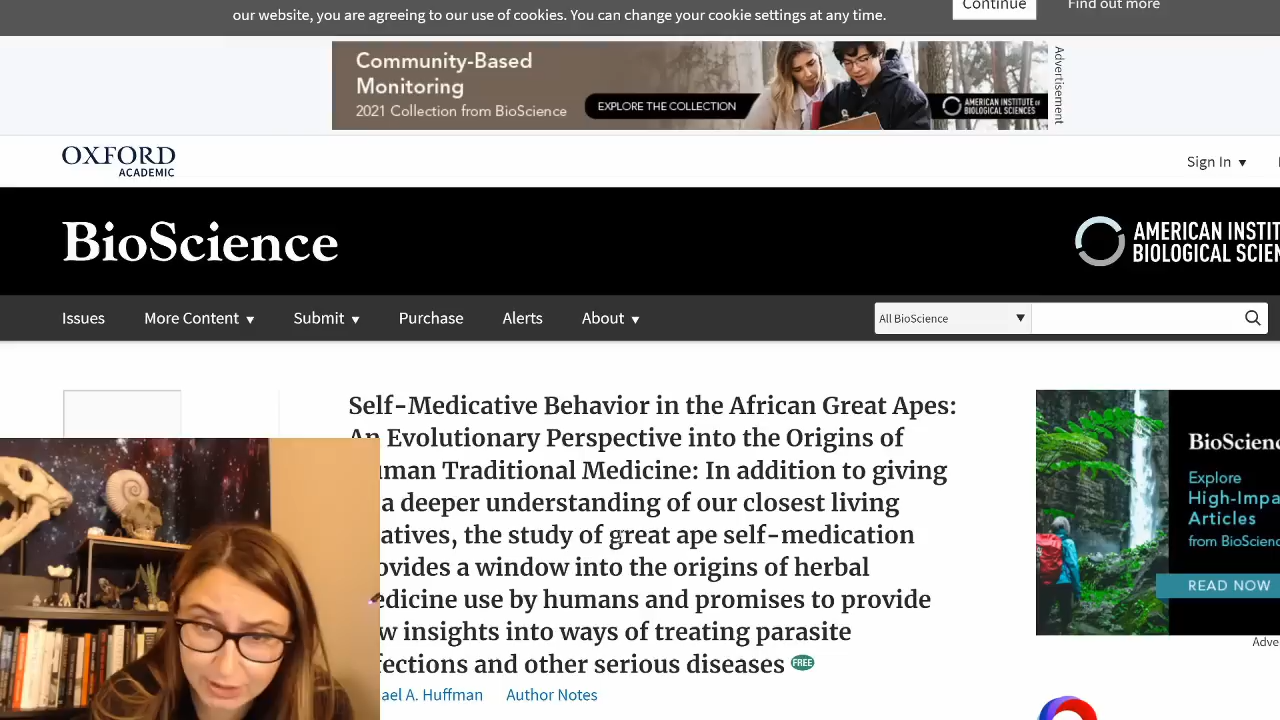 our website, you are agreeing to our use of cookies. You can change your cookie settings at any time.
Continue
Find out more
Community-Based
Monitoring
2021 Collection from BioScience
EXPLORE THE COLLECTION
AMERICAN INSTITUTE of
BIOLOGICAL SCIENCES
Advertisement
OXFORD
ACADEMIC
Sign In
BioScience
AMERICAN INSTIT
BIOLOGICAL SCIEN
Issues
More Content
Submit
Purchase
Alerts
About
All BioScience
Self-Medicative Behavior in the African Great Apes:
An Evolutionary Perspective into the Origins of
uman Traditional Medicine: In addition to giving
a deeper understanding of our closest living
atives, the study of great ape self-medication
ovides a window into the origins of herbal
edicine use by humans and promises to provide
w insights into ways of treating parasite
fections and other serious diseases FREE
ael A. Huffman
Author Notes
BioScienc
Explore
High-Impa
Articles
from BioScienc
READ NOW
Adve